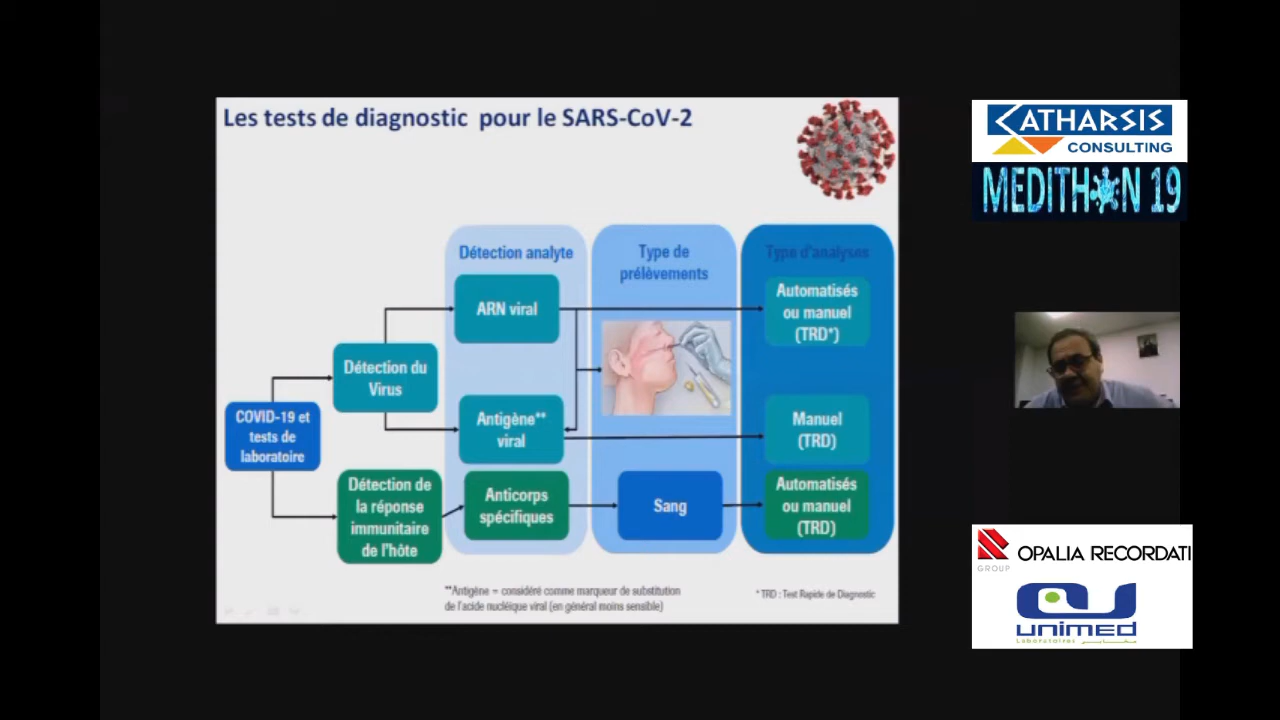 Les tests de diagnostic pour le SARS-CoV-2
Détection analyte
Type de
prélèvements
Type d'analyses
ARN viral
Automatisés
ou manuel
(TRD*)
Détection du
Virus
COVID-19 et
tests de
laboratoire
Antigène**
viral
Manuel
(TRD)
Détection de
la réponse
immunitaire
de l'hôte
Anticorps
spécifiques
Sang
Automatisés
ou manuel
(TRD)
**Antigène = considéré comme marqueur de substitution
de l'acide nucléique viral (en général moins sensible)
* TRD : Test Rapide de Diagnostic
CATHARSIS
CONSULTING
MEDITHON 19
OPALIA RECORDATI
GROUP
unimed
Laboratoires مخابر